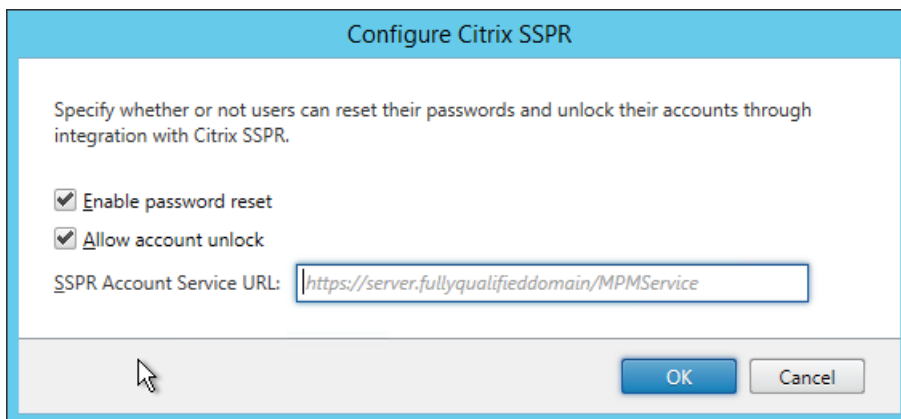 Configure Citrix SSPR
Specify whether or not users can reset their passwords and unlock their accounts through
integration with Citrix SSPR.
Enable password reset
Allow account unlock
SSPR Account Service URL: https://server.fullyqualifieddomain/MPMService
OK Cancel